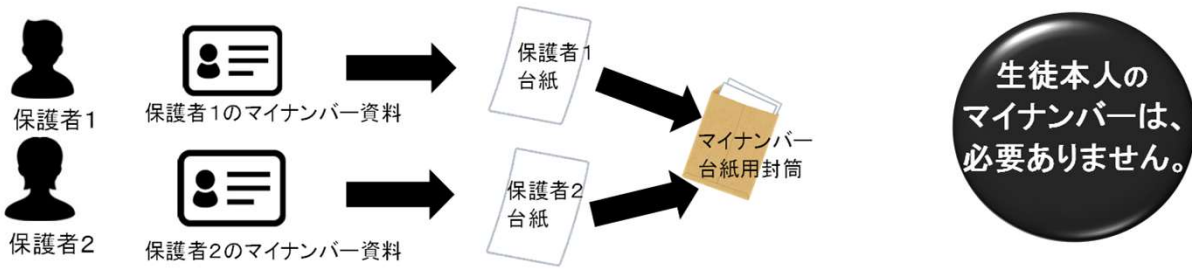 保護者1
保護者1のマイナンバー資料
保護者1
台紙
保護者2
保護者2のマイナンバー資料
保護者2
台紙
マイナンバー
台紙用封筒
生徒本人の
マイナンバーは、
必要ありません。